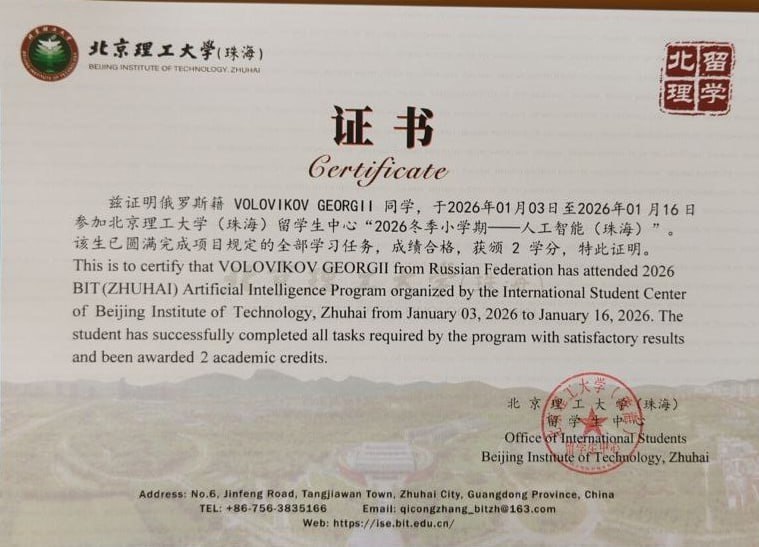 北京理工大学(珠海)
BEIJING INSTITUTE OF TECHNOLOGY, ZHUHAI
北理
留学
证书
Certificate
兹证明俄罗斯籍 VOLOVIKOV GEORGII 同学，于2026年01月03日至2026年01月16日
参加北京理工大学（珠海）留学生中心“2026冬季小学期——人工智能（珠海）”。
该生已圆满完成项目规定的全部学习任务，成绩合格，获颁 2 学分，特此证明。
This is to certify that VOLOVIKOV GEORGII from Russian Federation has attended 2026
BIT(ZHUHAI) Artificial Intelligence Program organized by the International Student Center
of Beijing Institute of Technology, Zhuhai from January 03, 2026 to January 16, 2026. The
student has successfully completed all tasks required by the program with satisfactory results
and been awarded 2 academic credits.
北京理工大学（珠海）
留学生中心
Office of International Students
Beijing Institute of Technology, Zhuhai
Address: No.6, Jinfeng Road, Tangjiawan Town, Zhuhai City, Guangdong Province, China
TEL: +86-756-3835166 Email: qicongzhang_bitzh@163.com
Web: https://ise.bit.edu.cn/